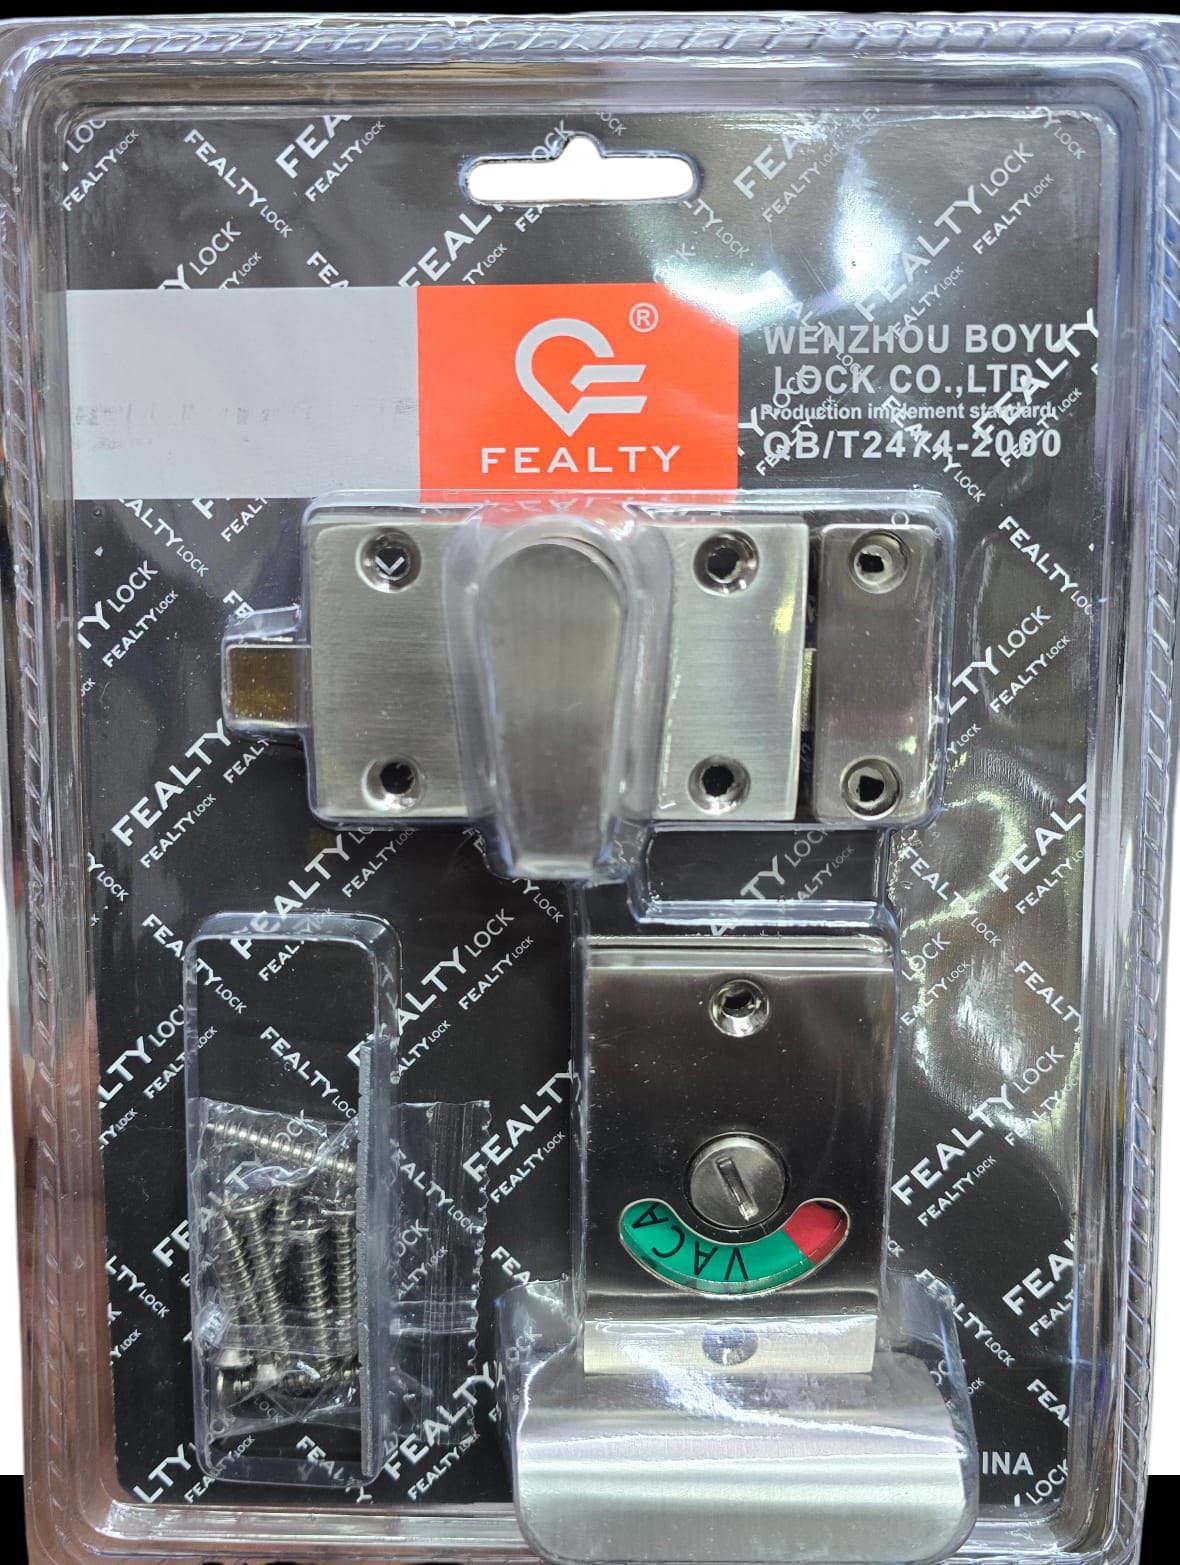 ®
FEALTY
WENZHOU BOYU
LOCK CO.,LTD
Production implement standard:
QB/T2474-2000
FEALTY LOCK
VACA
INA